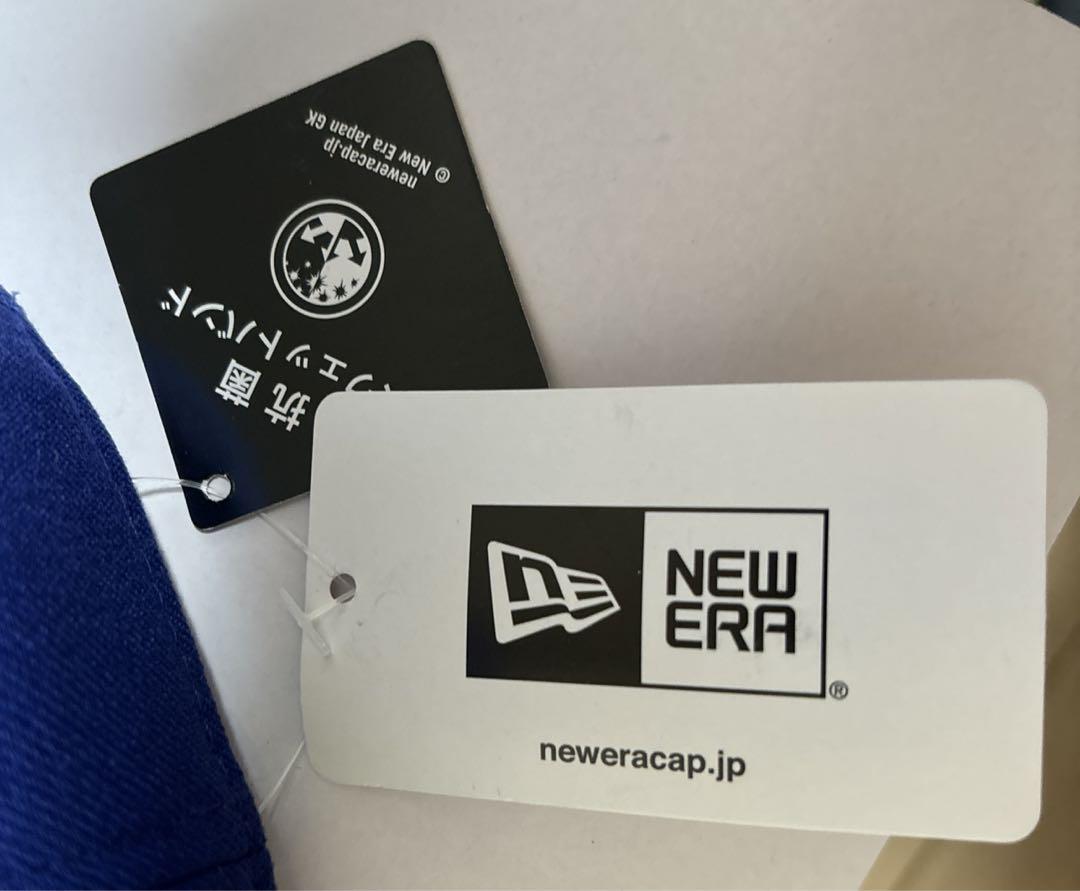 抗菌
スウェットバンド
neweracap.jp
© New Era Japan GK
NEW
ERA
®
neweracap.jp